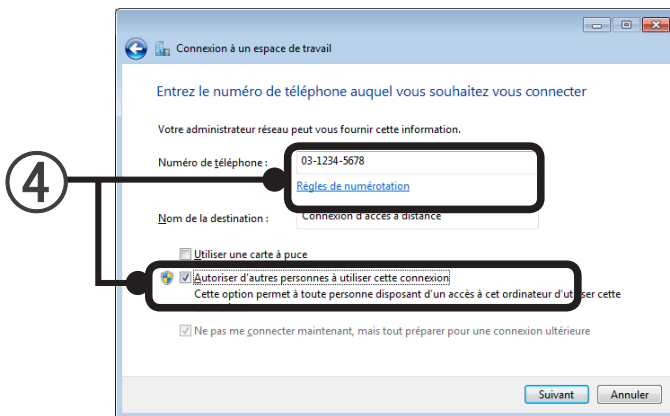 Connexion à un espace de travail
Entrez le numéro de téléphone auquel vous souhaitez vous connecter
Votre administrateur réseau peut vous fournir cette information.
Numéro de téléphone : 03-1234-5678
Règles de numérotation
Nom de la destination : Connexion d'accès à distance
Utiliser une carte à puce
④
Autoriser d'autres personnes à utiliser cette connexion
Cette option permet à toute personne disposant d'un accès à cet ordinateur d'utiliser cette
Ne pas me connecter maintenant, mais tout préparer pour une connexion ultérieure
Suivant Annuler